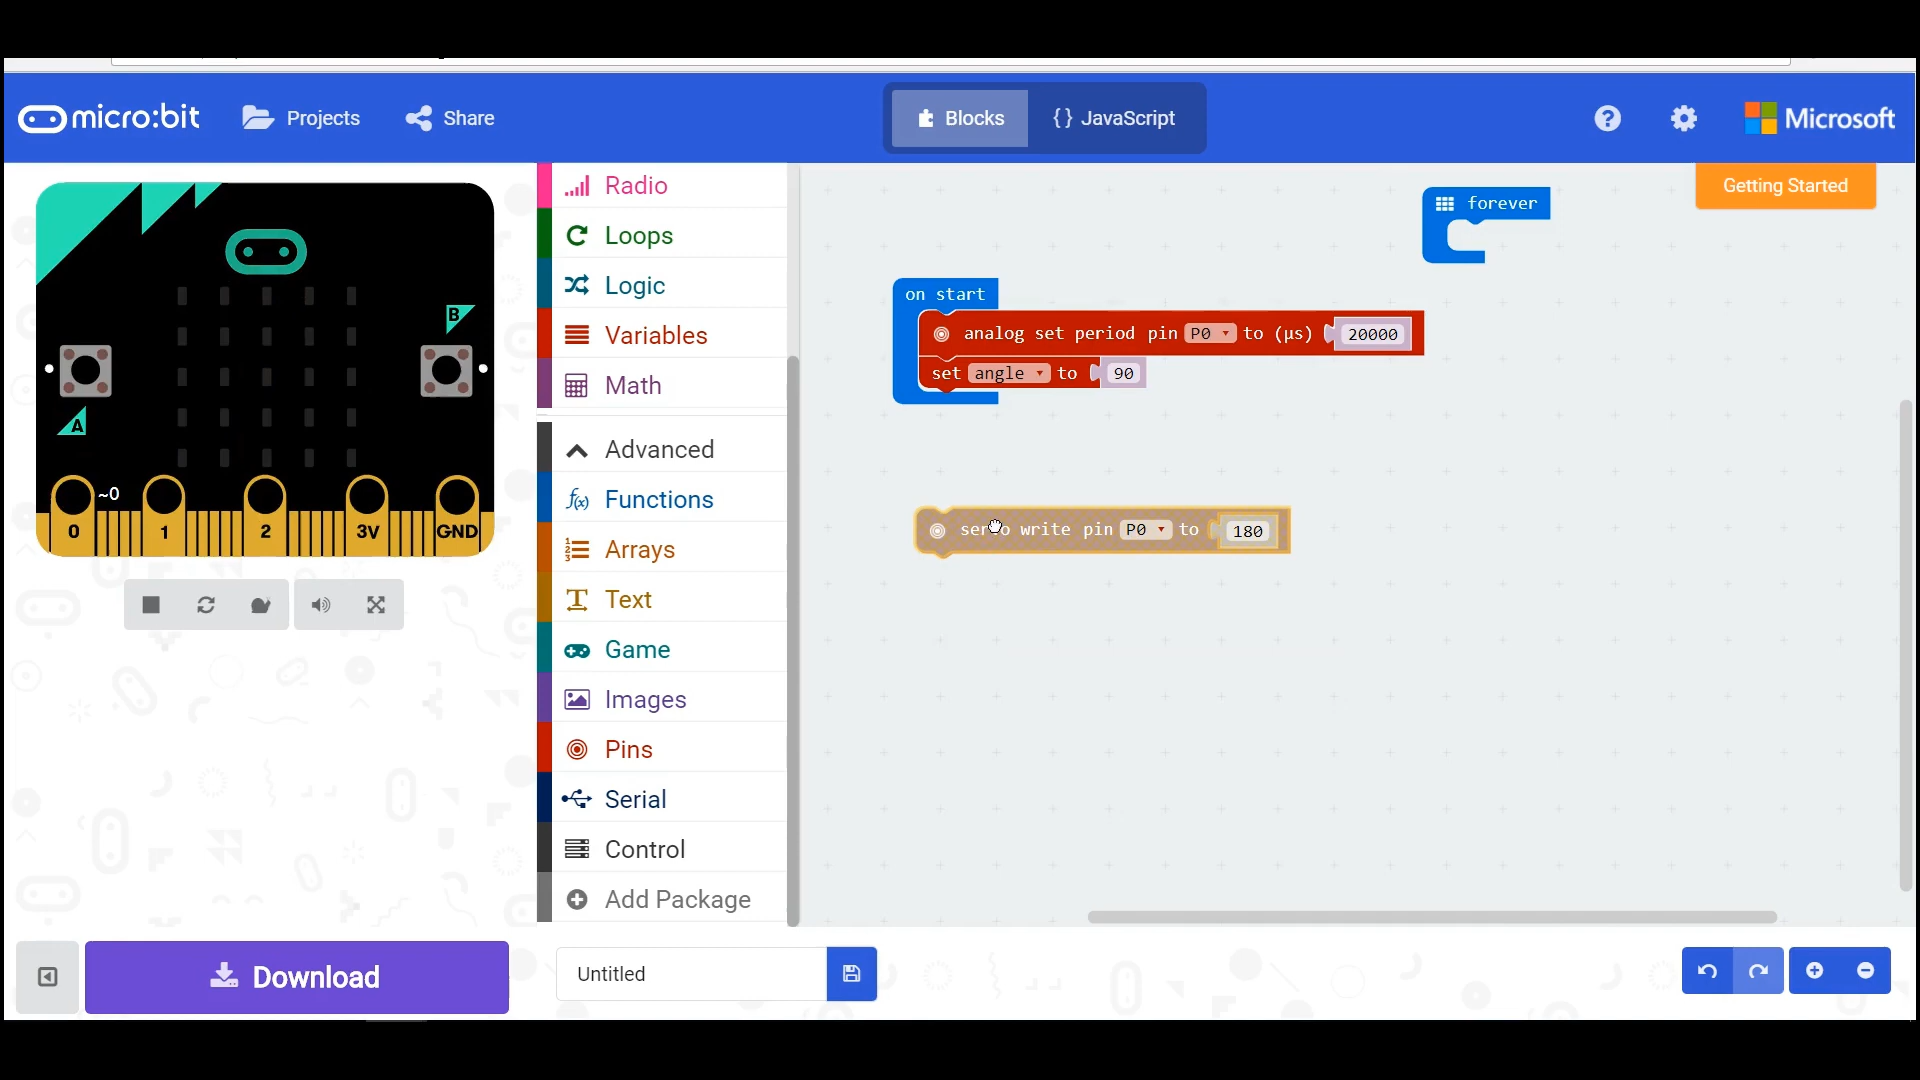 micro:bit
Projects
Share
Blocks
{} JavaScript
?
Microsoft
Getting Started
B
A
~0
0
1
2
3V
GND
Download
Radio
Loops
Logic
Variables
Math
Advanced
f(x) Functions
Arrays
Text
Game
Images
Pins
Serial
Control
Add Package
Untitled
forever
on start
analog set period pin P0 to (µs) 20000
set angle to 90
servo write pin P0 to 180